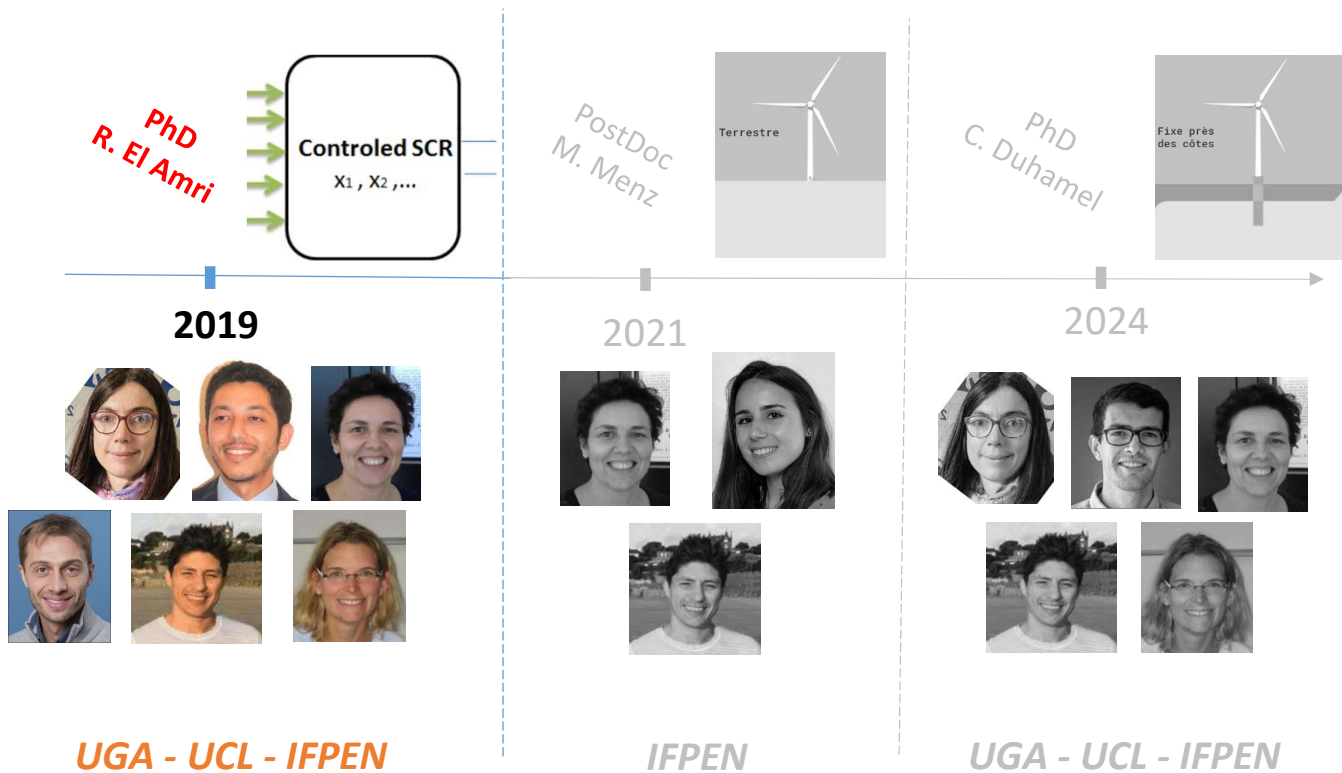 PhD
R. El Amri
Controled SCR
x1 , x2 ,...
PostDoc
M. Menz
Terrestre
PhD
C. Duhamel
Fixe près
des côtes
2019
2021
2024
UGA - UCL - IFPEN
IFPEN
UGA - UCL - IFPEN